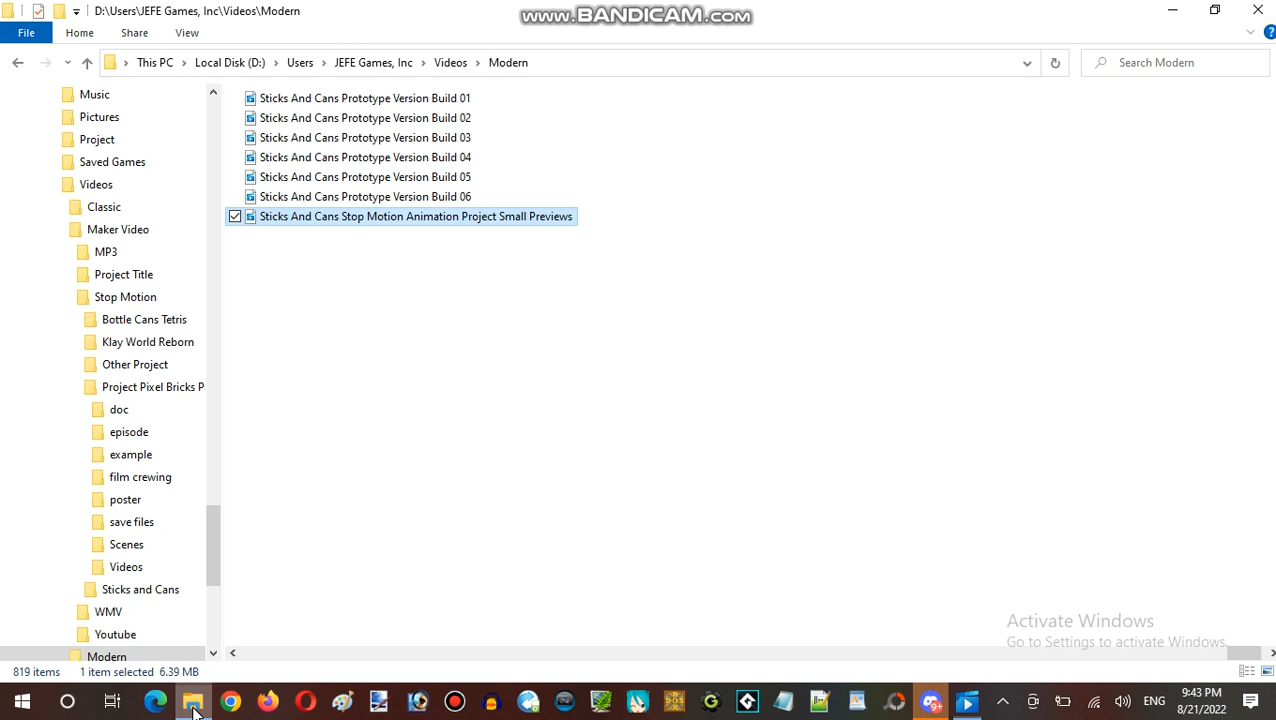 D:\Users\JEFE Games, Inc\Videos\Modern
www.BANDICAM.com
File Home Share View
This PC Local Disk (D:) Users JEFE Games, Inc Videos Modern
Search Modern
Music
Pictures
Project
Saved Games
Videos
Classic
Maker Video
MP3
Project Title
Stop Motion
Bottle Cans Tetris
Klay World Reborn
Other Project
Project Pixel Bricks P
doc
episode
example
film crewing
poster
save files
Scenes
Videos
Sticks and Cans
WMV
Youtube
Modern
Sticks And Cans Prototype Version Build 01
Sticks And Cans Prototype Version Build 02
Sticks And Cans Prototype Version Build 03
Sticks And Cans Prototype Version Build 04
Sticks And Cans Prototype Version Build 05
Sticks And Cans Prototype Version Build 06
Sticks And Cans Stop Motion Animation Project Small Previews
Activate Windows
Go to Settings to activate Windows.
819 items 1 item selected 6.39 MB
ENG
9:43 PM
8/21/2022